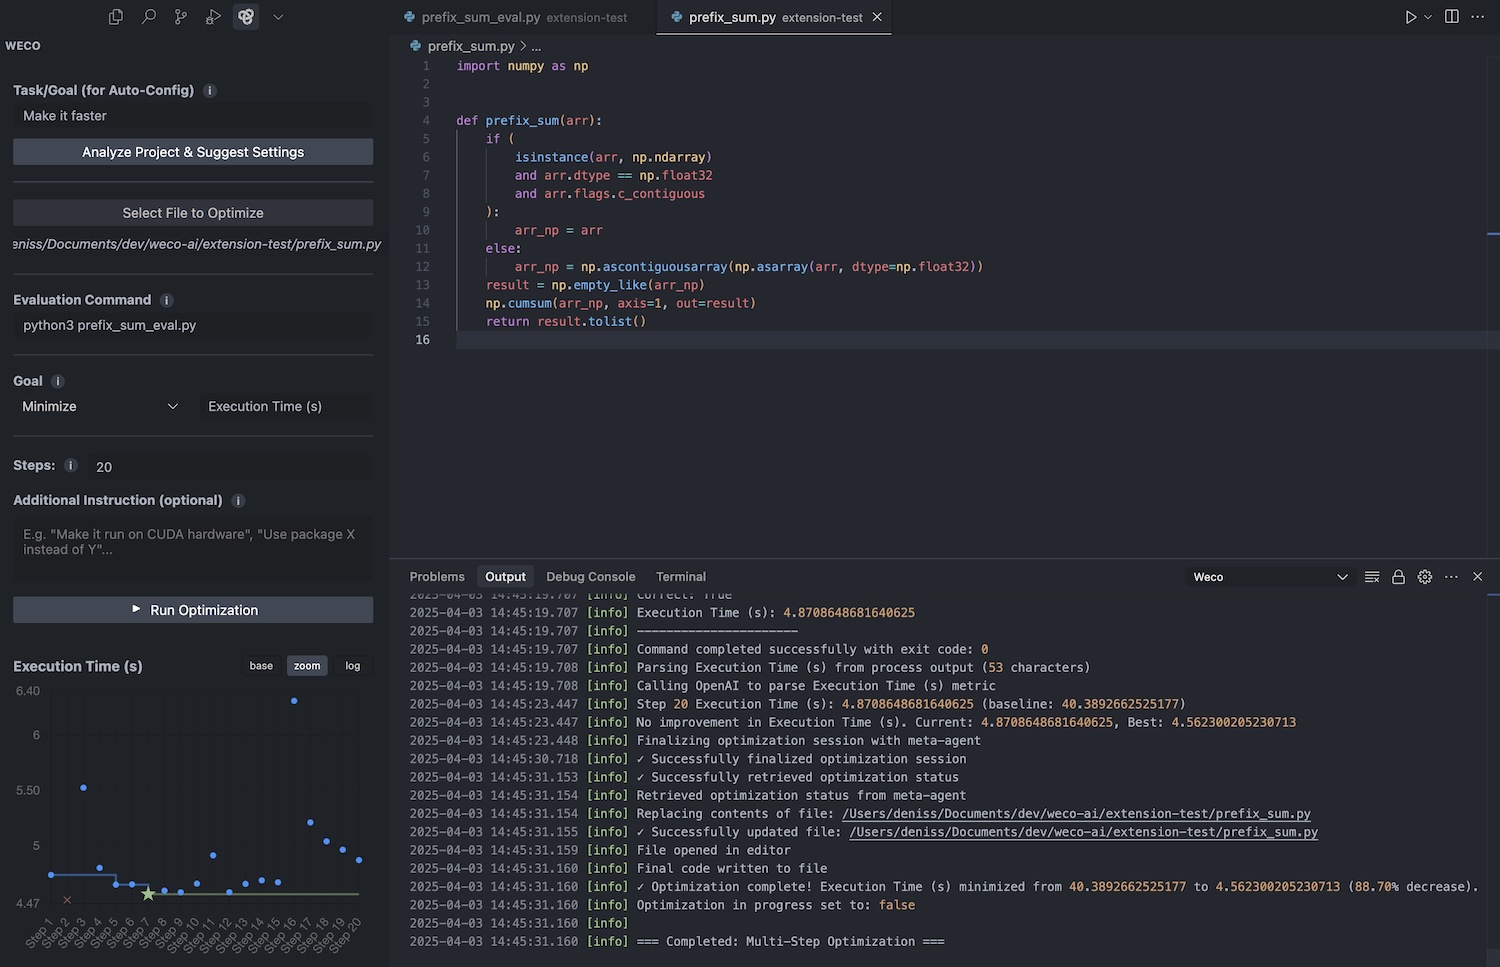 WECO
Task/Goal (for Auto-Config) i
Make it faster
Analyze Project & Suggest Settings
Select File to Optimize
eniss/Documents/dev/weco-ai/extension-test/prefix_sum.py
Evaluation Command i
python3 prefix_sum_eval.py
Goal i
Minimize Execution Time (s)
Steps: i 20
Additional Instruction (optional) i
E.g. "Make it run on CUDA hardware", "Use package X
instead of Y"...
Run Optimization
Execution Time (s) base zoom log
6.40
6
5.50
5
4.47
Step 1 Step 2 Step 3 Step 4 Step 5 Step 6 Step 7 Step 8 Step 9 Step 10 Step 11 Step 12 Step 13 Step 14 Step 15 Step 16 Step 17 Step 18 Step 19 Step 20
prefix_sum_eval.py extension-test prefix_sum.py extension-test
prefix_sum.py > ...
1 import numpy as np
2
3
4 def prefix_sum(arr):
5 if (
6 isinstance(arr, np.ndarray)
7 and arr.dtype == np.float32
8 and arr.flags.c_contiguous
9 ):
10 arr_np = arr
11 else:
12 arr_np = np.ascontiguousarray(np.asarray(arr, dtype=np.float32))
13 result = np.empty_like(arr_np)
14 np.cumsum(arr_np, axis=1, out=result)
15 return result.tolist()
16
Problems Output Debug Console Terminal Weco
2025-04-03 14:45:19.707 [info] Correct: True
2025-04-03 14:45:19.707 [info] Execution Time (s): 4.8708648681640625
2025-04-03 14:45:19.707 [info] ----------------------
2025-04-03 14:45:19.707 [info] Command completed successfully with exit code: 0
2025-04-03 14:45:19.708 [info] Parsing Execution Time (s) from process output (53 characters)
2025-04-03 14:45:19.708 [info] Calling OpenAI to parse Execution Time (s) metric
2025-04-03 14:45:23.447 [info] Step 20 Execution Time (s): 4.8708648681640625 (baseline: 40.3892662525177)
2025-04-03 14:45:23.447 [info] No improvement in Execution Time (s). Current: 4.8708648681640625, Best: 4.562300205230713
2025-04-03 14:45:23.448 [info] Finalizing optimization session with meta-agent
2025-04-03 14:45:30.718 [info] ✓ Successfully finalized optimization session
2025-04-03 14:45:31.153 [info] ✓ Successfully retrieved optimization status
2025-04-03 14:45:31.154 [info] Retrieved optimization status from meta-agent
2025-04-03 14:45:31.154 [info] Replacing contents of file: /Users/deniss/Documents/dev/weco-ai/extension-test/prefix_sum.py
2025-04-03 14:45:31.155 [info] ✓ Successfully updated file: /Users/deniss/Documents/dev/weco-ai/extension-test/prefix_sum.py
2025-04-03 14:45:31.159 [info] File opened in editor
2025-04-03 14:45:31.160 [info] Final code written to file
2025-04-03 14:45:31.160 [info] ✓ Optimization complete! Execution Time (s) minimized from 40.3892662525177 to 4.562300205230713 (88.70% decrease).
2025-04-03 14:45:31.160 [info] Optimization in progress set to: false
2025-04-03 14:45:31.160 [info]
2025-04-03 14:45:31.160 [info] === Completed: Multi-Step Optimization ===